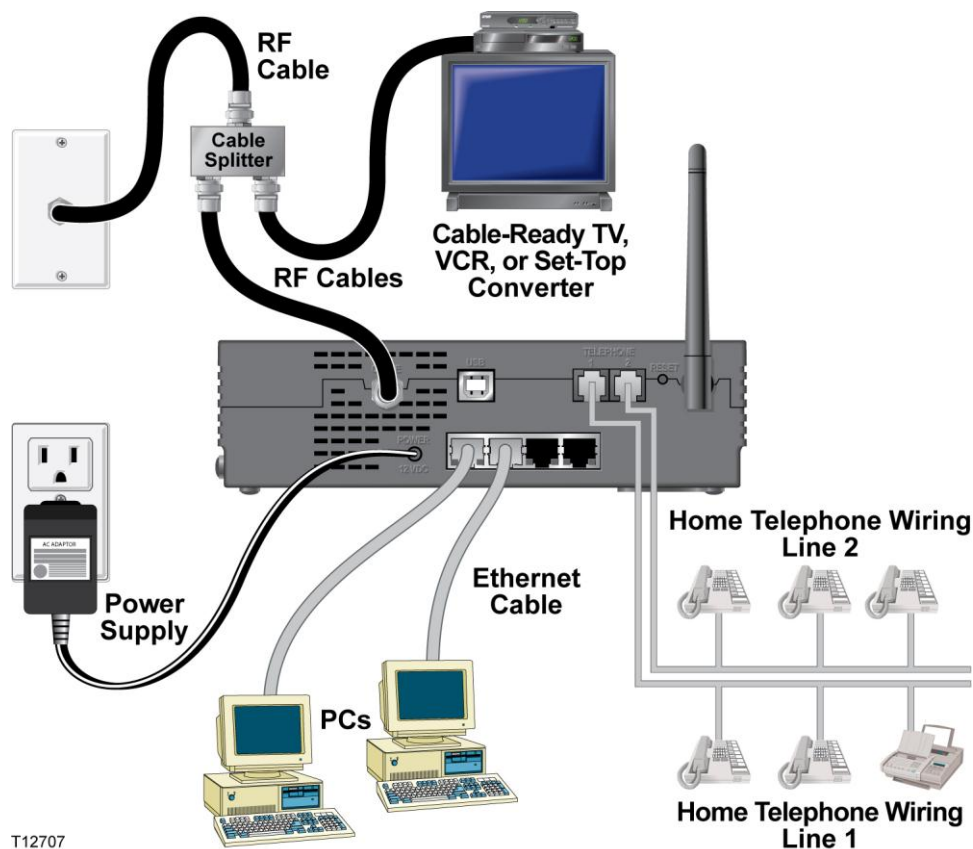 RF
Cable
Cable
Splitter
RF Cables
Cable-Ready TV,
VCR, or Set-Top
Converter
USB
TELEPHONE
1 2
RESET
POWER
12 VDC
AC ADAPTOR
Power
Supply
Ethernet
Cable
PCs
Home Telephone Wiring
Line 2
Home Telephone Wiring
Line 1
T12707